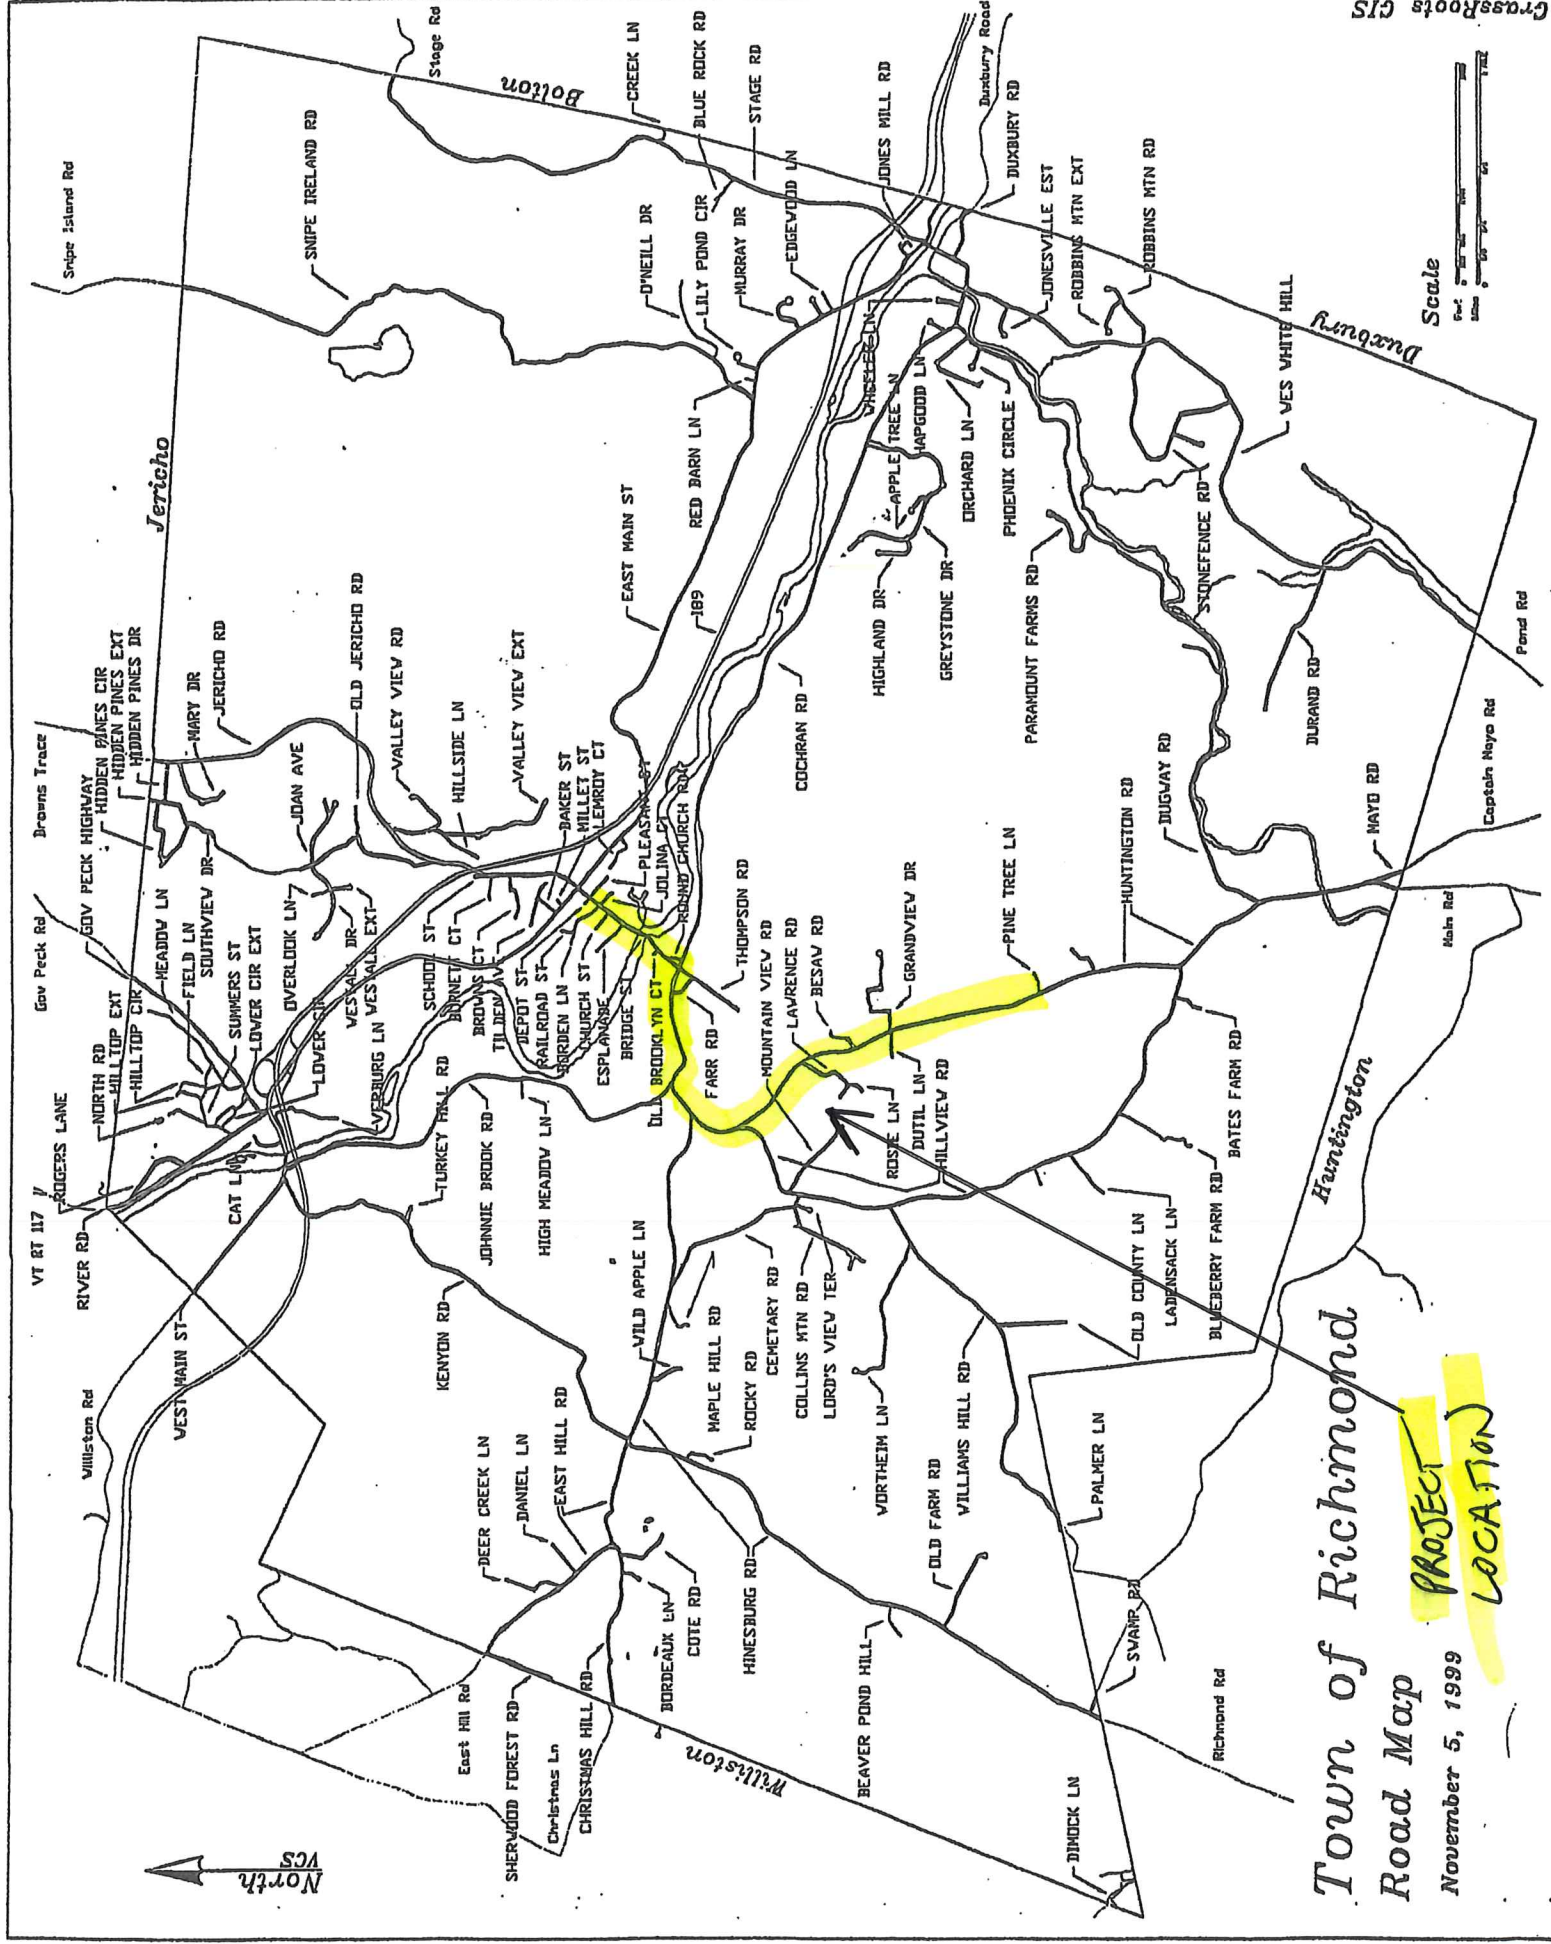 Snipe Island Rd
Stage Rd
Bolton
SNIPE IRELAND RD
CREEK LN
BLUE ROCK RD
STAGE RD
JONES MILL RD
Duxbury Road
DUXBURY RD
GrassRoots GIS
O'NEILL DR
LILY POND CIR
MURRAY DR
EDGEWOOD LN
JONESVILLE EST
ROBBINS MTN EXT
ROBBINS MTN RD
WES WHITE HILL
Duxbury
Scale
Jericho
EAST MAIN ST
RED BARN LN
I89
WHEELER LN
APPLE TREE LN
HAPGOOD LN
ORCHARD LN
PHOENIX CIRCLE
HIGHLAND DR
GREYSTONE DR
PARAMOUNT FARMS RD
STONEFENCE RD
DURAND RD
Pond Rd
COCHRAN RD
Browns Trace
HIDDEN PINES CIR
HIDDEN PINES EXT
HIDDEN PINES DR
MARY DR
JERICHO RD
OLD JERICHO RD
VALLEY VIEW RD
HILLSIDE LN
VALLEY VIEW EXT
GOV PECK HIGHWAY
JOAN AVE
BAKER ST
MILLET ST
LEMROY CT
PLEASANT ST
JOLINA CT
ROUND CHURCH RD
THOMPSON RD
Gov Peck Rd
MEADOW LN
FIELD LN
SOUTHVIEW DR
SUMMERS ST
LOWER CIR EXT
OVERLOOK LN
LOWER CIR
WESTALL DR
WESTALL EXT
VERBURG LN
SCHOOL ST
BURNETT CT
BROWNS CT
TILDEN AVE
DEPOT ST
RAILROAD ST
BORDEN LN
CHURCH ST
ESPLANADE
BRIDGE ST
OLD BROOKLYN CT
FARR RD
MOUNTAIN VIEW RD
LAWRENCE RD
BESAW RD
GRANDVIEW DR
PINE TREE LN
HUNTINGTON RD
DUGWAY RD
MAYO RD
Captain Mayo Rd
Main Rd
ROGERS LANE
NORTH RD
HILLTOP EXT
HILLTOP CIR
VT RT 117
RIVER RD
CAT LN
TURKEY HILL RD
JOHNNIE BROOK RD
HIGH MEADOW LN
ROSIE LN
DUTIL LN
HILLVIEW RD
BATES FARM RD
BLUEBERRY FARM RD
LADENSACK LN
OLD COUNTY LN
Huntington
Williston Rd
WEST MAIN ST
KENYON RD
WILD APPLE LN
MAPLE HILL RD
ROCKY RD
CEMETARY RD
COLLINS MTN RD
LORD'S VIEW TER
WORTHEIM LN
WILLIAMS HILL RD
OLD FARM RD
PALMER LN
DEER CREEK LN
DANIEL LN
EAST HILL RD
BORDEAUX LN
COTE RD
HINESBURG RD
BEAVER POND HILL
SWAMP RD
Richmond Rd
East Hill Rd
SHERWOOD FOREST RD
Christmas Ln
CHRISTMAS HILL RD
Williston
DIMOCK LN
North
VCS
Town of Richmond
Road Map
November 5, 1999
PROJECT
LOCATION